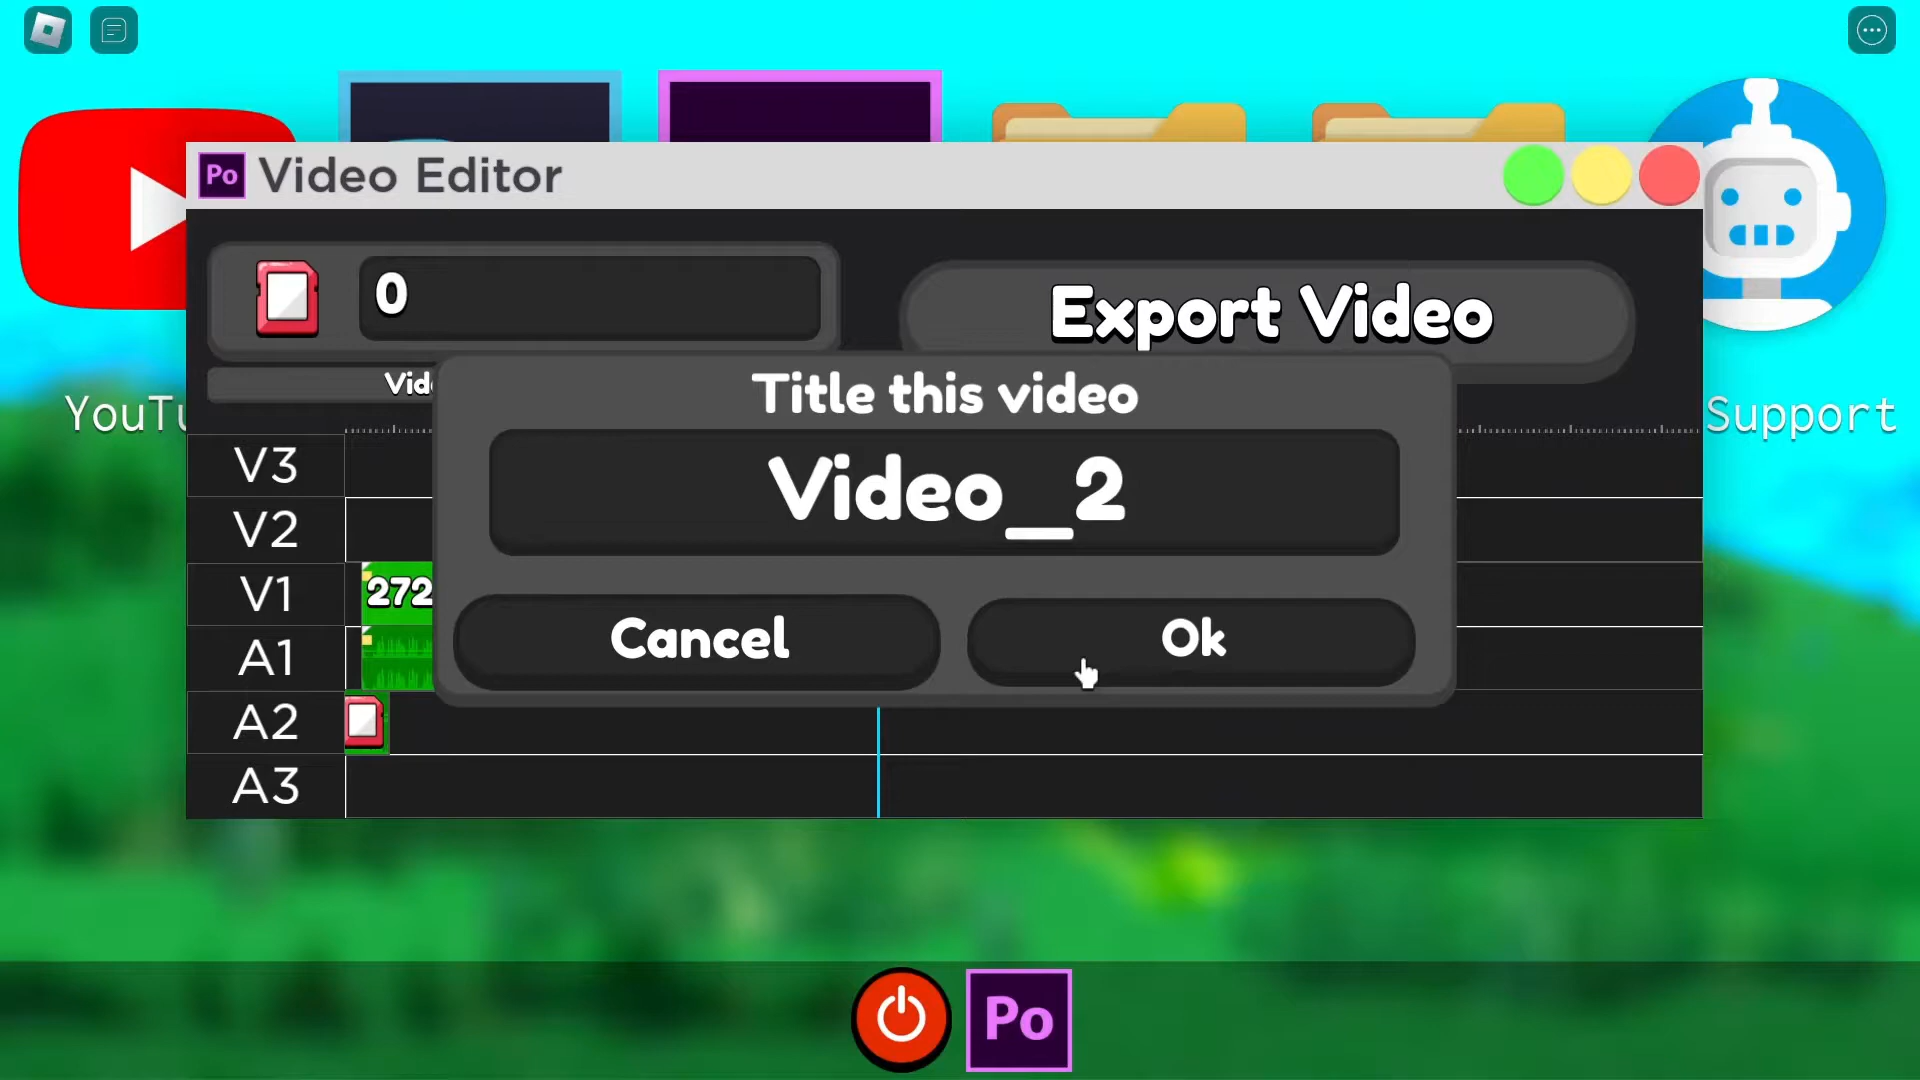 Po Video Editor
0
Export Video
Vid
Title this video
Video_2
Cancel
Ok
YouTu
Support
V3
V2
V1
272
A1
A2
A3
Po